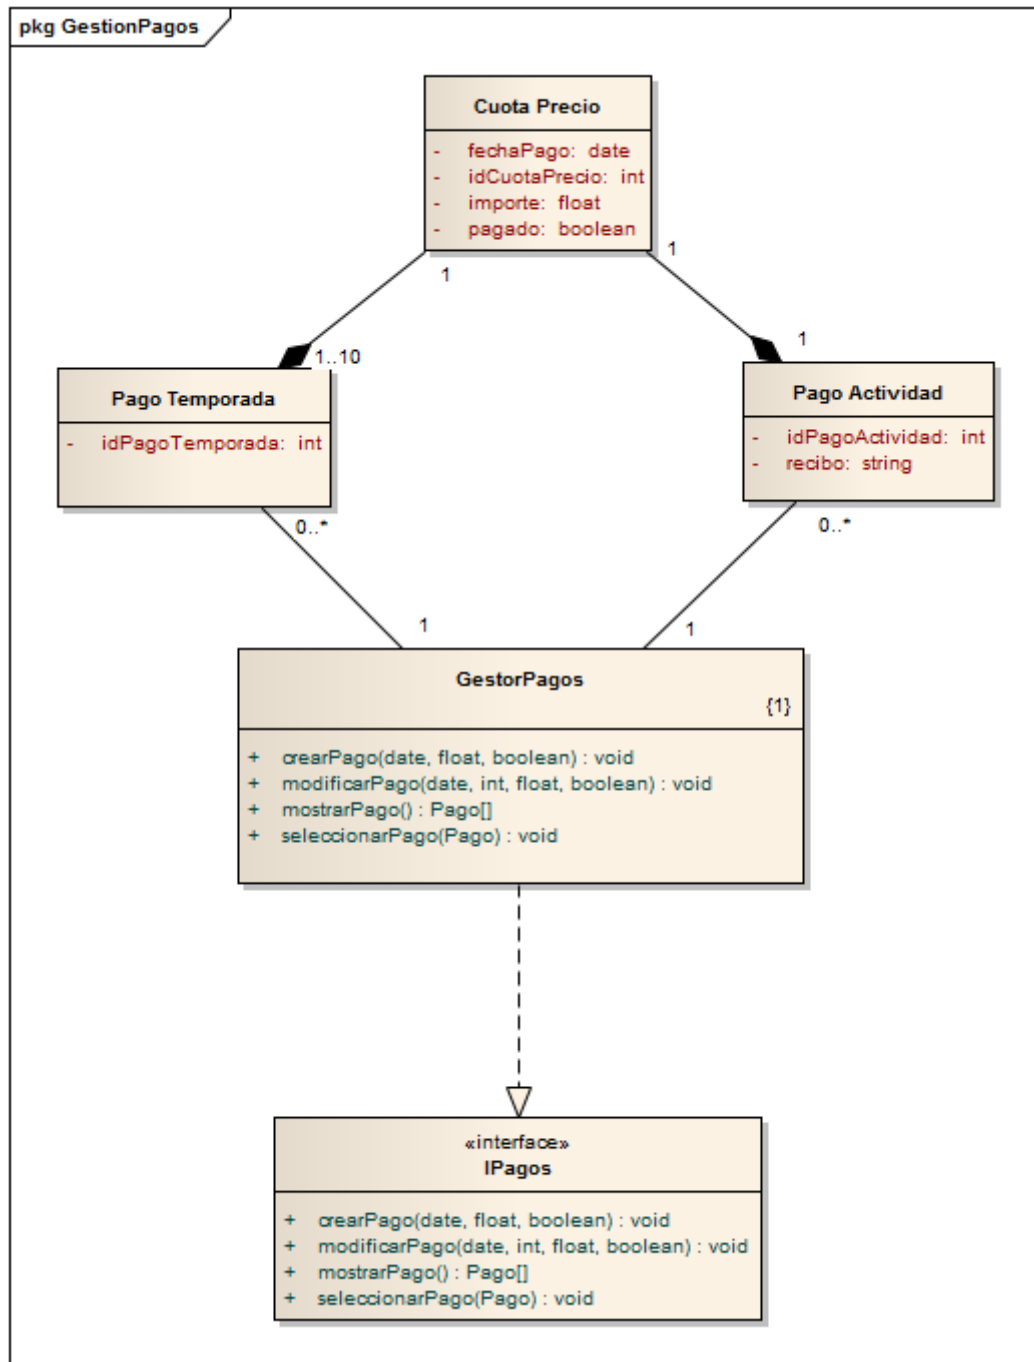 pkg GestionPagos
Cuota Precio
- fechaPago: date
- idCuotaPrecio: int
- importe: float
- pagado: boolean
1
1
1..10
1
Pago Temporada
- idPagoTemporada: int
Pago Actividad
- idPagoActividad: int
- recibo: string
0..*
0..*
1
1
GestorPagos
{1}
+ crearPago(date, float, boolean) : void
+ modificarPago(date, int, float, boolean) : void
+ mostrarPago() : Pago[]
+ seleccionarPago(Pago) : void
«interface»
IPagos
+ crearPago(date, float, boolean) : void
+ modificarPago(date, int, float, boolean) : void
+ mostrarPago() : Pago[]
+ seleccionarPago(Pago) : void